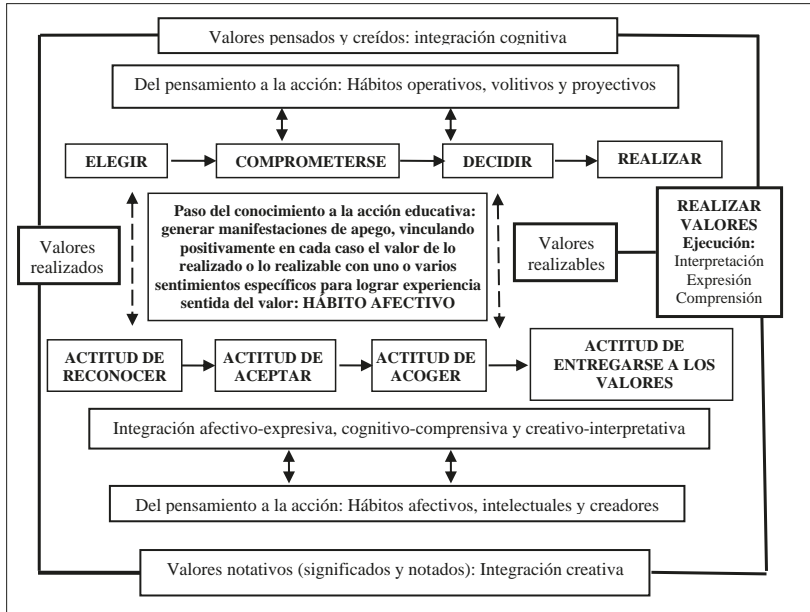 Valores pensados y creídos: integración cognitiva
Del pensamiento a la acción: Hábitos operativos, volitivos y proyectivos
ELEGIR
COMPROMETERSE
DECIDIR
REALIZAR
Valores
realizados
Paso del conocimiento a la acción educativa:
generar manifestaciones de apego, vinculando
positivamente en cada caso el valor de lo
realizado o lo realizable con uno o varios
sentimientos específicos para lograr experiencia
sentida del valor: HÁBITO AFECTIVO
Valores
realizables
REALIZAR
VALORES
Ejecución:
Interpretación
Expresión
Comprensión
ACTITUD DE
RECONOCER
ACTITUD DE
ACEPTAR
ACTITUD DE
ACOGER
ACTITUD DE
ENTREGARSE A LOS
VALORES
Integración afectivo-expresiva, cognitivo-comprensiva y creativo-interpretativa
Del pensamiento a la acción: Hábitos afectivos, intelectuales y creadores
Valores notativos (significados y notados): Integración creativa